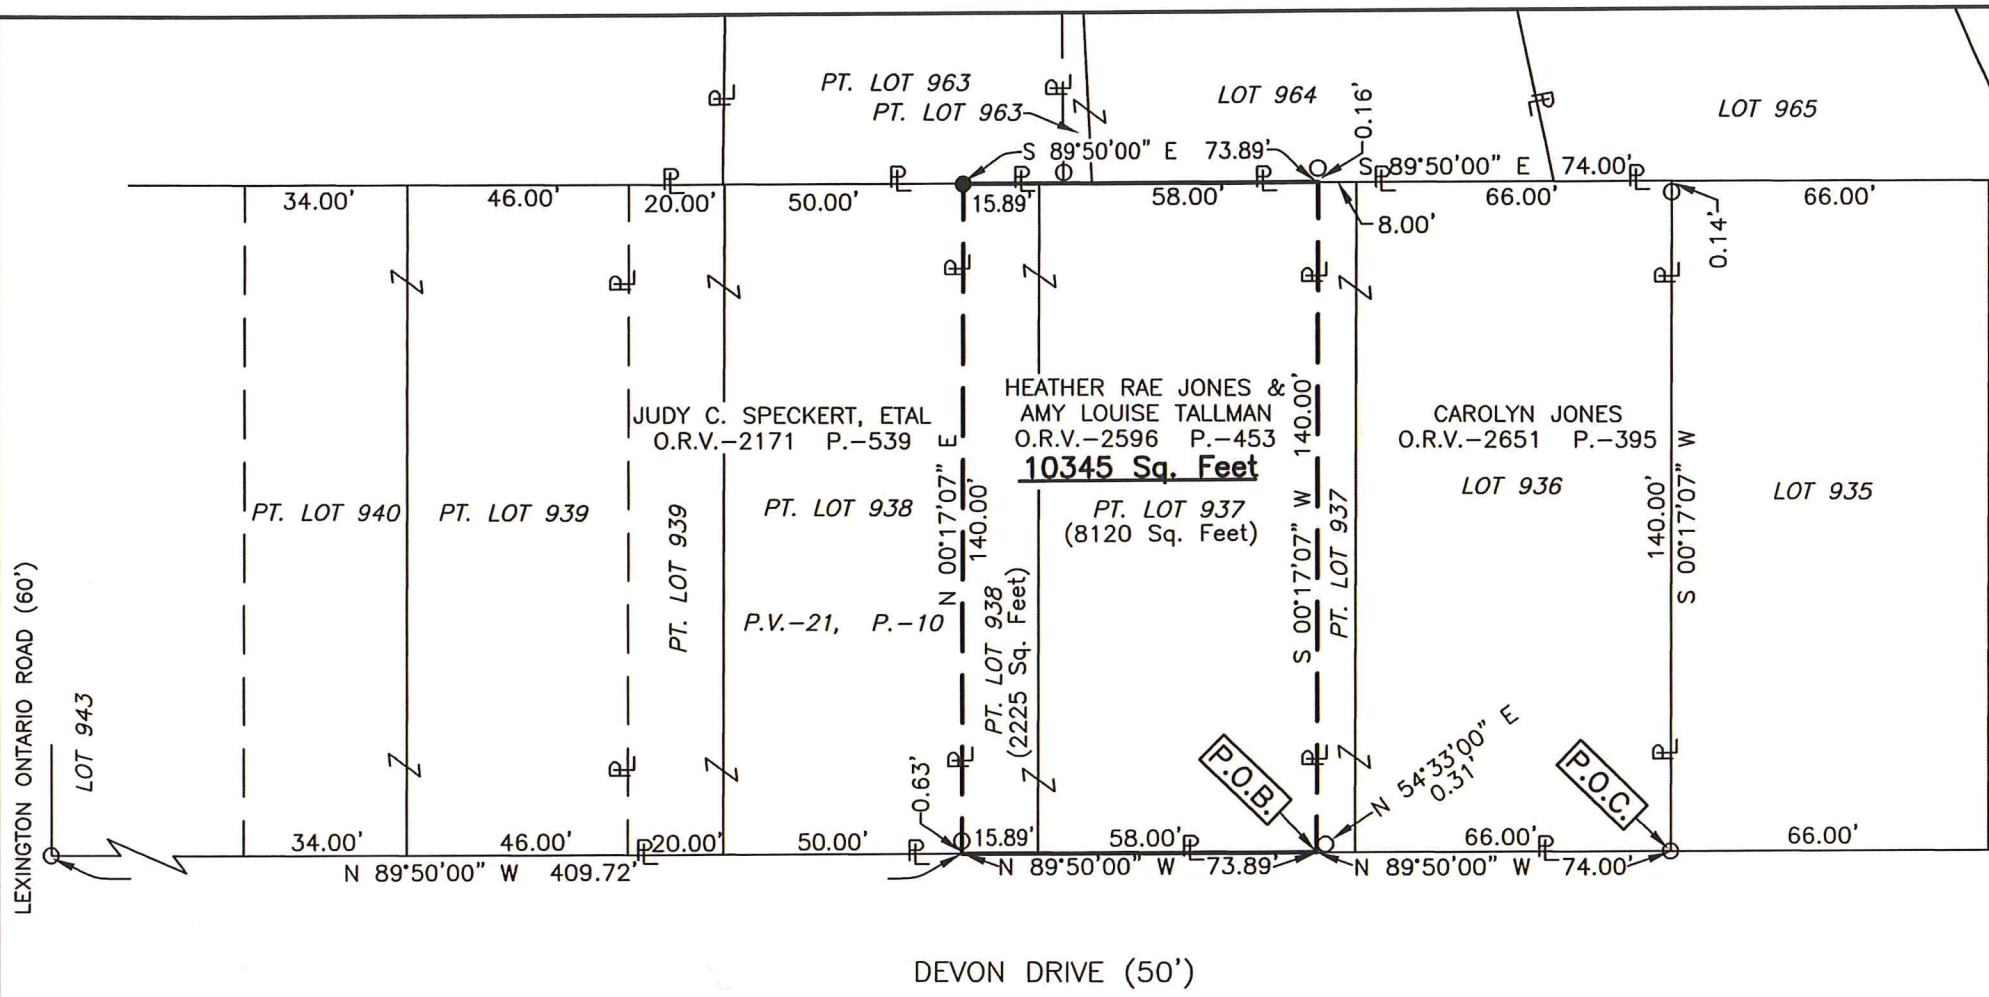 PT. LOT 963
PT. LOT 963
LOT 964
0.16'
LOT 965
S 89°50'00" E 73.89'
S 89°50'00" E 74.00'
34.00'
46.00'
20.00'
50.00'
15.89'
58.00'
8.00'
66.00'
66.00'
0.14'
JUDY C. SPECKERT, ETAL
O.R.V.-2171 P.-539
HEATHER RAE JONES &
AMY LOUISE TALLMAN
O.R.V.-2596 P.-453
10345 Sq. Feet
CAROLYN JONES
O.R.V.-2651 P.-395
LOT 936
LOT 935
PT. LOT 940
PT. LOT 939
PT. LOT 939
PT. LOT 938
P.V.-21, P.-10
N 00°17'07" E
140.00'
PT. LOT 938
(2225 Sq. Feet)
PT. LOT 937
(8120 Sq. Feet)
S 00°17'07" W 140.00'
PT. LOT 937
140.00'
S 00°17'07" W
LEXINGTON ONTARIO ROAD (60')
LOT 943
0.63'
P.O.B.
N 54°33'00" E
0.31'
P.O.C.
34.00'
46.00'
20.00'
50.00'
15.89'
58.00'
66.00'
66.00'
N 89°50'00" W 409.72'
N 89°50'00" W 73.89'
N 89°50'00" W 74.00'
DEVON DRIVE (50')